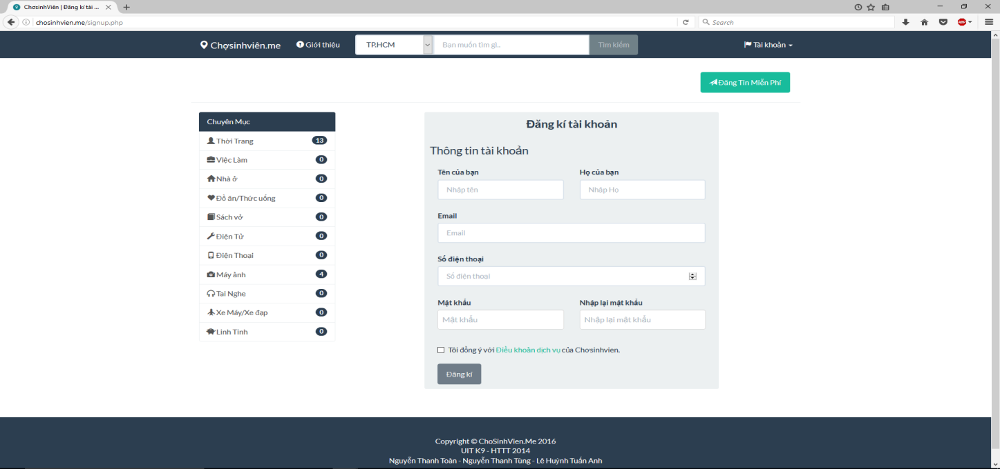 ChợsinhViên | Đăng kí tài ...
chosinhvien.me/signup.php
Search
ABP
Chợsinhviên.me
Giới thiệu
TP.HCM
Bạn muốn tìm gì..
Tìm kiếm
Tài khoản
Đăng Tin Miễn Phí
Chuyên Mục
Thời Trang 13
Việc Làm 0
Nhà ở 0
Đồ ăn/Thức uống 0
Sách vở 0
Điện Tử 0
Điện Thoại 0
Máy ảnh 4
Tai Nghe 0
Xe Máy/Xe đạp 0
Linh Tinh 0
Đăng kí tài khoản
Thông tin tài khoản
Tên của bạn
Họ của bạn
Nhập tên
Nhập Họ
Email
Email
Số điện thoại
Số điện thoại
Mật khẩu
Nhập lại mật khẩu
Mật khẩu
Nhập lại mật khẩu
Tôi đồng ý với Điều khoản dịch vụ của Chợsinhvien.
Đăng kí
Copyright © ChoSinhVien.Me 2016
UIT K9 - HTTT 2014
Nguyễn Thanh Toàn - Nguyễn Thanh Tùng - Lê Huỳnh Tuấn Anh